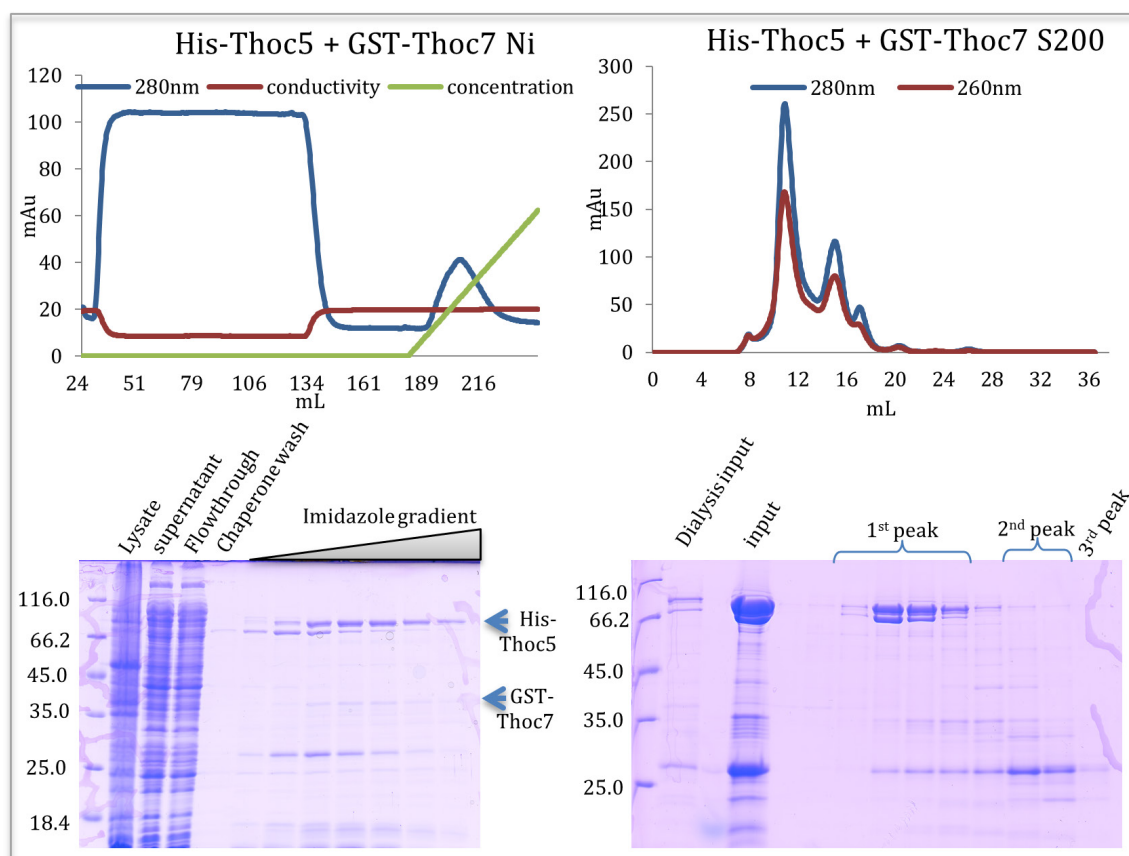 His-Thoc5 + GST-Thoc7 Ni
280nm conductivity concentration
120
100
80
60
40
20
0
mAu
24 51 79 106 134 161 189 216
mL
His-Thoc5 + GST-Thoc7 S200
280nm 260nm
300
250
200
150
100
50
0
mAu
0 4 8 12 16 20 24 28 32 36
mL
Lysate
supernatant
Flowthrough
Chaperone wash
Imidazole gradient
116.0
66.2
45.0
35.0
25.0
18.4
His-
Thoc5
GST-
Thoc7
Dialysis input
input
1st peak
2nd peak
3rd peak
116.0
66.2
45.0
35.0
25.0